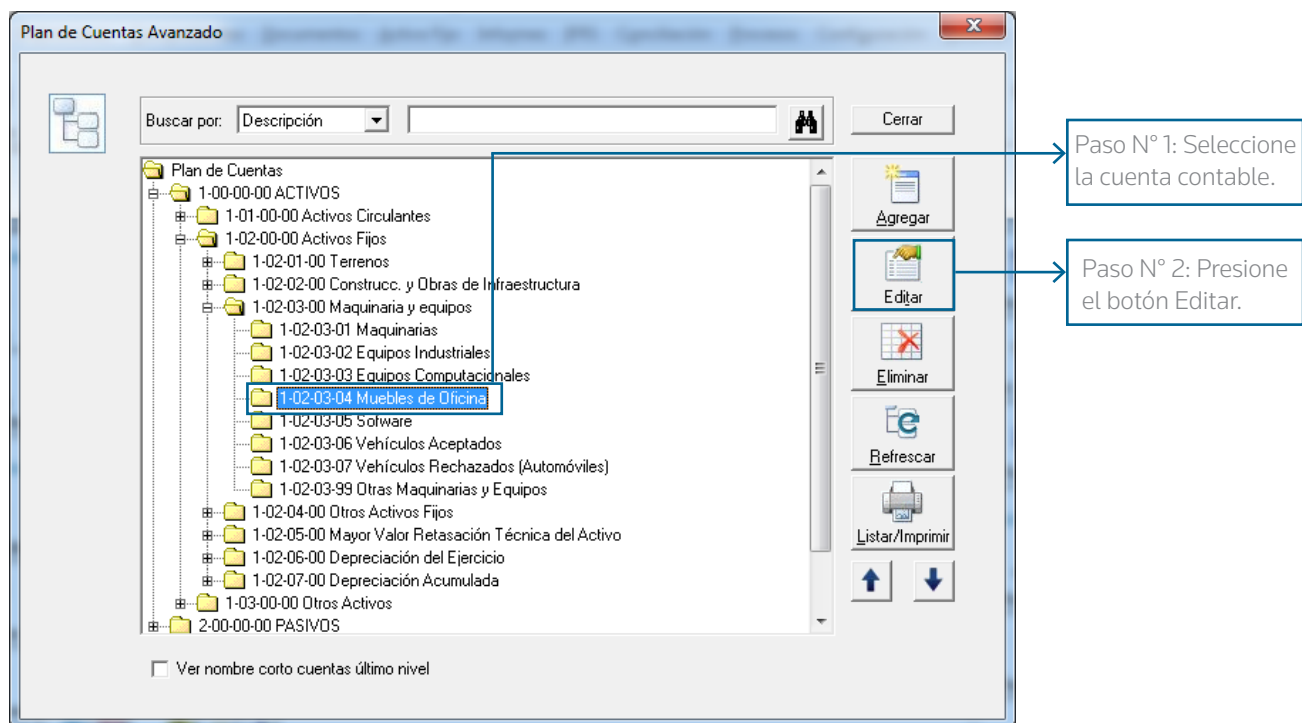 Plan de Cuentas Avanzado
Buscar por:
Descripción
Cerrar
Plan de Cuentas
1-00-00-00 ACTIVOS
1-01-00-00 Activos Circulantes
1-02-00-00 Activos Fijos
1-02-01-00 Terrenos
1-02-02-00 Construcc. y Obras de Infraestructura
1-02-03-00 Maquinaria y equipos
1-02-03-01 Maquinarias
1-02-03-02 Equipos Industriales
1-02-03-03 Equipos Computacionales
1-02-03-04 Muebles de Oficina
1-02-03-05 Sofware
1-02-03-06 Vehículos Aceptados
1-02-03-07 Vehículos Rechazados (Automóviles)
1-02-03-99 Otras Maquinarias y Equipos
1-02-04-00 Otros Activos Fijos
1-02-05-00 Mayor Valor Retasación Técnica del Activo
1-02-06-00 Depreciación del Ejercicio
1-02-07-00 Depreciación Acumulada
1-03-00-00 Otros Activos
2-00-00-00 PASIVOS
Agregar
Editar
Eliminar
Refrescar
Listar/Imprimir
Ver nombre corto cuentas último nivel
Paso N° 1: Seleccione
la cuenta contable.
Paso N° 2: Presione
el botón Editar.